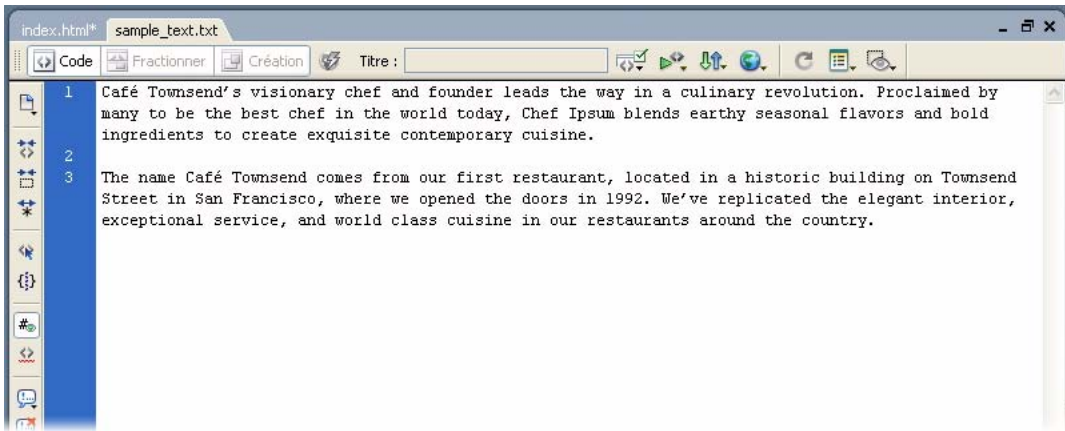 index.html* sample_text.txt
Code Fractionner Création Titre :
1 Café Townsend's visionary chef and founder leads the way in a culinary revolution. Proclaimed by
many to be the best chef in the world today, Chef Ipsum blends earthy seasonal flavors and bold
ingredients to create exquisite contemporary cuisine.
2
3 The name Café Townsend comes from our first restaurant, located in a historic building on Townsend
Street in San Francisco, where we opened the doors in 1992. We've replicated the elegant interior,
exceptional service, and world class cuisine in our restaurants around the country.